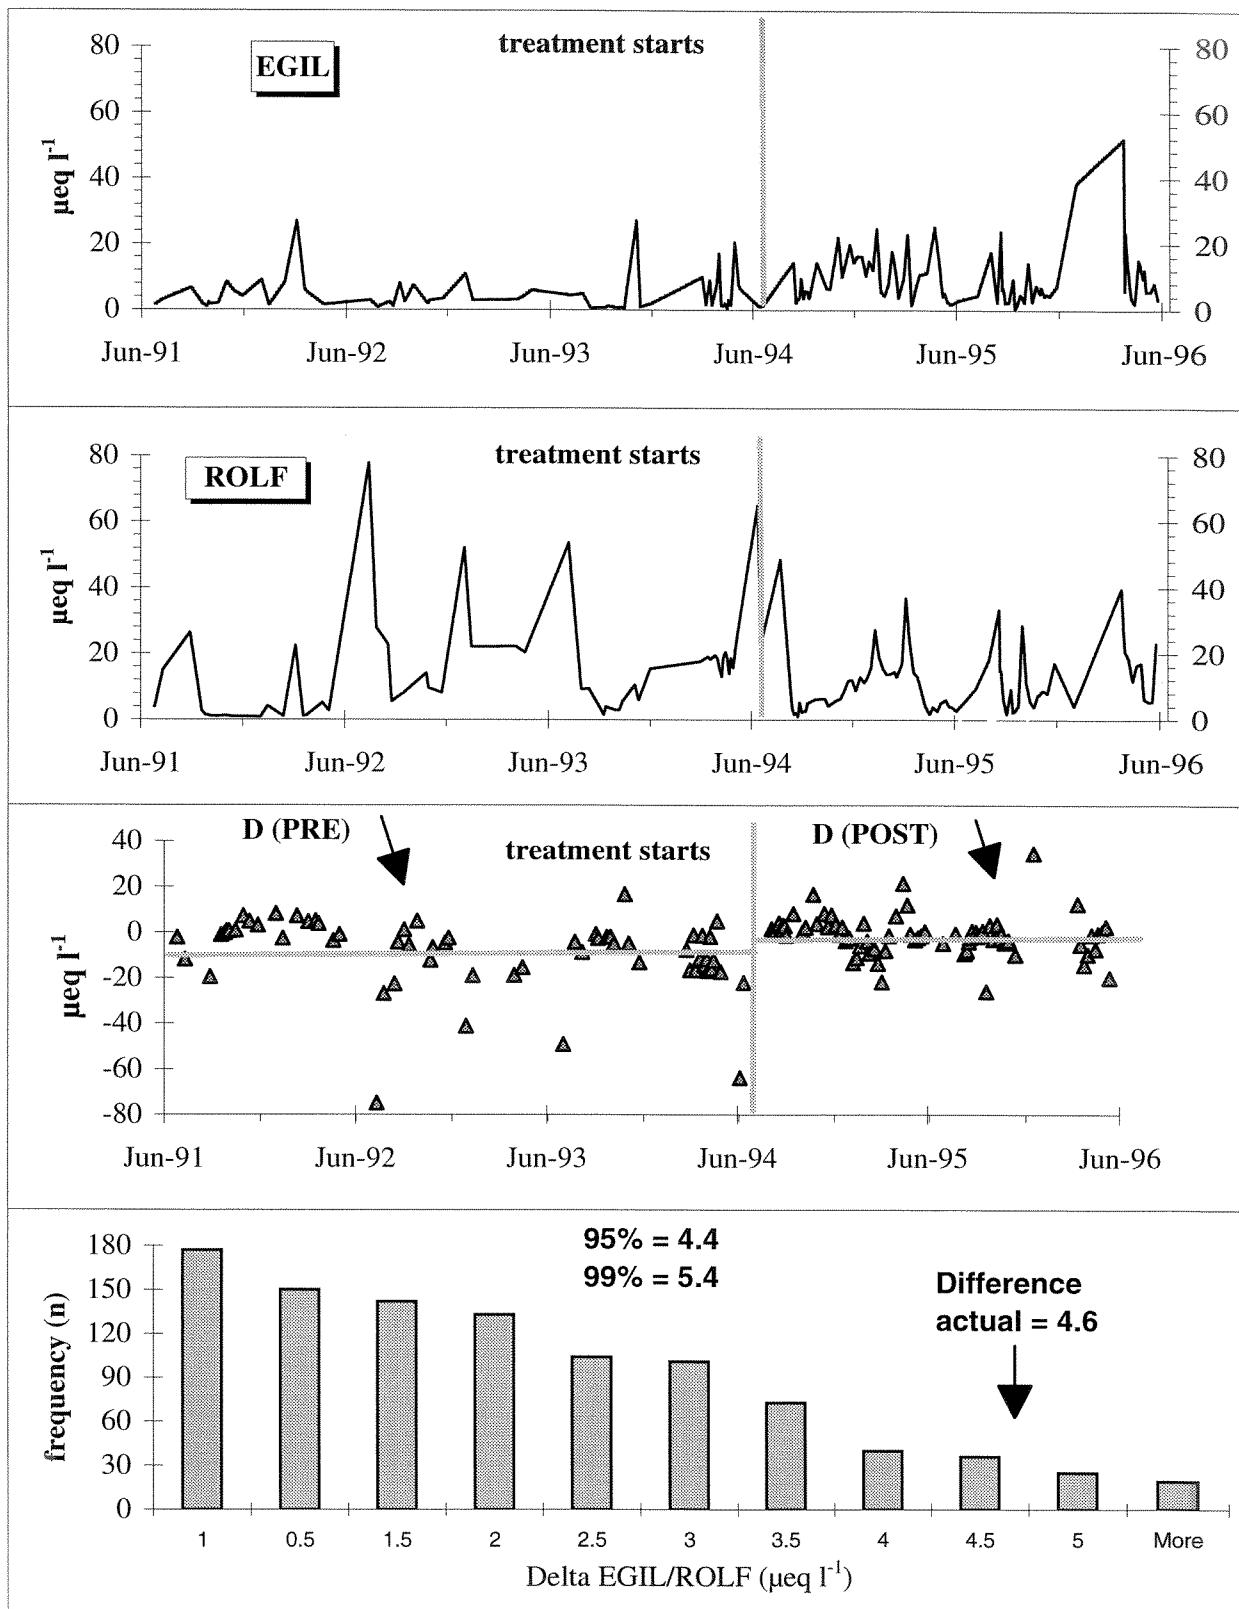 treatment starts
EGIL
µeq l⁻¹
80
60
40
20
0
80
60
40
20
0
Jun-91 Jun-92 Jun-93 Jun-94 Jun-95 Jun-96
treatment starts
ROLF
µeq l⁻¹
80
60
40
20
0
80
60
40
20
0
Jun-91 Jun-92 Jun-93 Jun-94 Jun-95 Jun-96
D (PRE)
treatment starts
D (POST)
µeq l⁻¹
40
20
0
-20
-40
-60
-80
Jun-91 Jun-92 Jun-93 Jun-94 Jun-95 Jun-96
95% = 4.4
99% = 5.4
Difference
actual = 4.6
frequency (n)
180
150
120
90
60
30
0
1 0.5 1.5 2 2.5 3 3.5 4 4.5 5 More
Delta EGIL/ROLF (µeq l⁻¹)